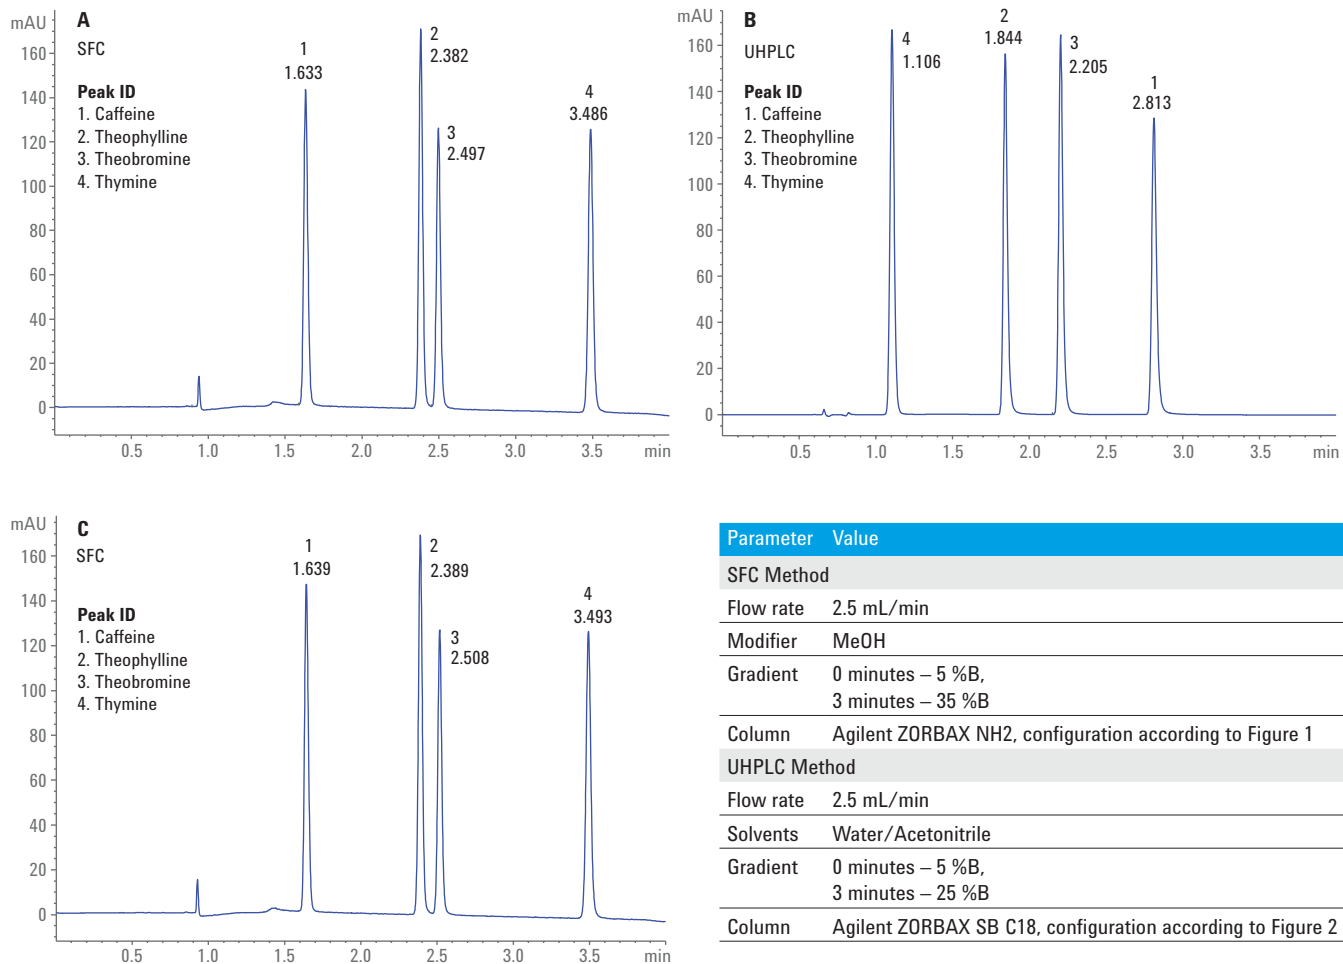 A
SFC
Peak ID
1. Caffeine
2. Theophylline
3. Theobromine
4. Thymine
mAU
160
140
120
100
80
60
40
20
0
0.5
1.0
1.5
2.0
2.5
3.0
3.5
min
1
1.633
2
2.382
3
2.497
4
3.486
B
UHPLC
Peak ID
1. Caffeine
2. Theophylline
3. Theobromine
4. Thymine
mAU
160
140
120
100
80
60
40
20
0
0.5
1.0
1.5
2.0
2.5
3.0
3.5
min
4
1.106
2
1.844
3
2.205
1
2.813
C
SFC
Peak ID
1. Caffeine
2. Theophylline
3. Theobromine
4. Thymine
mAU
160
140
120
100
80
60
40
20
0
0.5
1.0
1.5
2.0
2.5
3.0
3.5
min
1
1.639
2
2.389
3
2.508
4
3.493
Parameter Value
SFC Method
Flow rate 2.5 mL/min
Modifier MeOH
Gradient 0 minutes – 5 %B,
3 minutes – 35 %B
Column Agilent ZORBAX NH2, configuration according to Figure 1
UHPLC Method
Flow rate 2.5 mL/min
Solvents Water/Acetonitrile
Gradient 0 minutes – 5 %B,
3 minutes – 25 %B
Column Agilent ZORBAX SB C18, configuration according to Figure 2